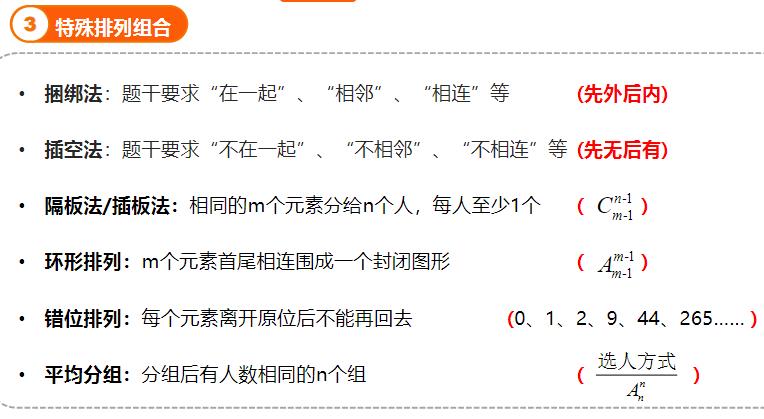 3 特殊排列组合
• 捆绑法：题干要求“在一起”、“相邻”、“相连”等 (先外后内)
• 插空法：题干要求“不在一起”、“不相邻”、“不相连”等 (先无后有)
• 隔板法/插板法：相同的m个元素分给n个人，每人至少1个 ( C_{m-1}^{n-1} )
• 环形排列：m个元素首尾相连围成一个封闭图形 ( A_{m-1}^{m-1} )
• 错位排列：每个元素离开原位后不能再回去 (0、1、2、9、44、265…… )
• 平均分组：分组后有人数相同的n个组 ( 选人方式 / A_n^n )